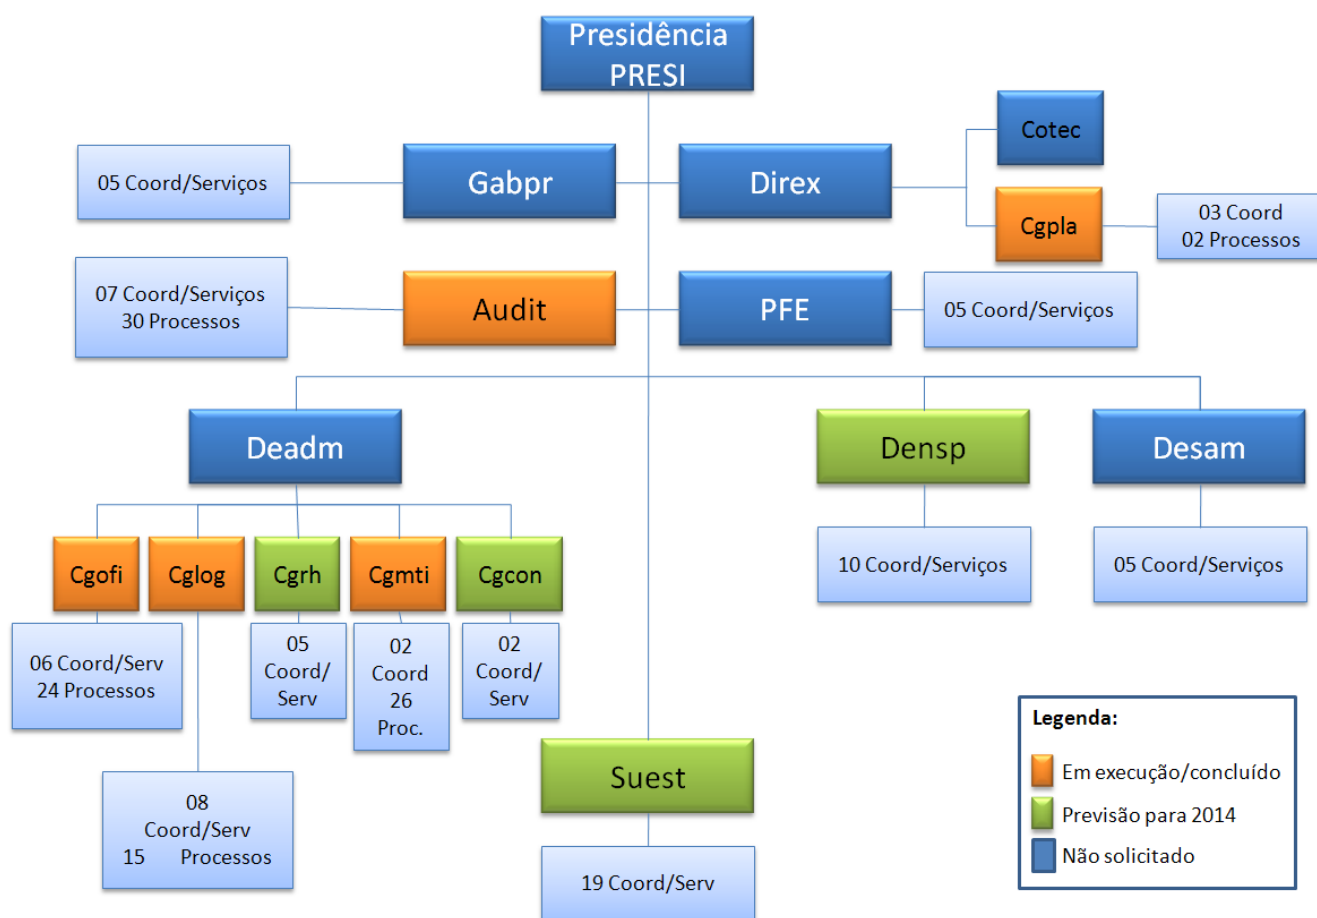 Presidência
PRESI
Cotec
05 Coord/Serviços
Gabpr
Direx
Cgpla
03 Coord
02 Processos
07 Coord/Serviços
30 Processos
Audit
PFE
05 Coord/Serviços
Deadm
Densp
Desam
10 Coord/Serviços
05 Coord/Serviços
Cgofi
Cglog
Cgrh
Cgmti
Cgcon
06 Coord/Serv
24 Processos
05
Coord/
Serv
02
Coord
26
Proc.
02
Coord/
Serv
08
Coord/Serv
15 Processos
Suest
19 Coord/Serv
Legenda:
Em execução/concluído
Previsão para 2014
Não solicitado